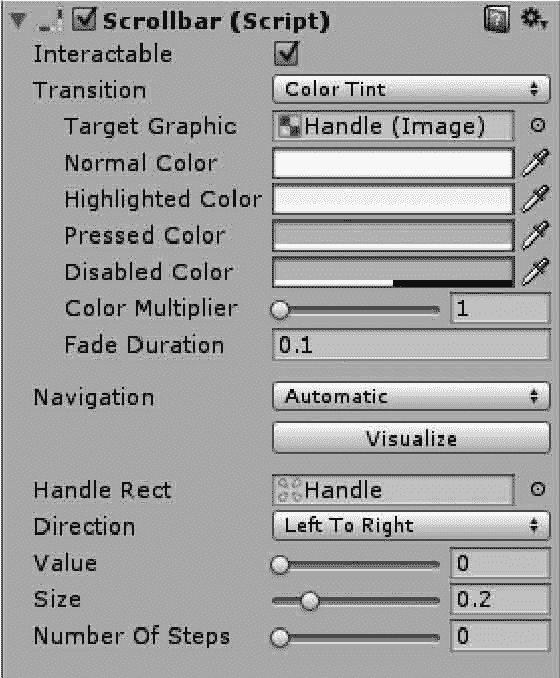 Scrollbar (Script)
Interactable
Transition Color Tint
Target Graphic Handle (Image)
Normal Color
Highlighted Color
Pressed Color
Disabled Color
Color Multiplier 1
Fade Duration 0.1
Navigation Automatic
Visualize
Handle Rect Handle
Direction Left To Right
Value 0
Size 0.2
Number Of Steps 0